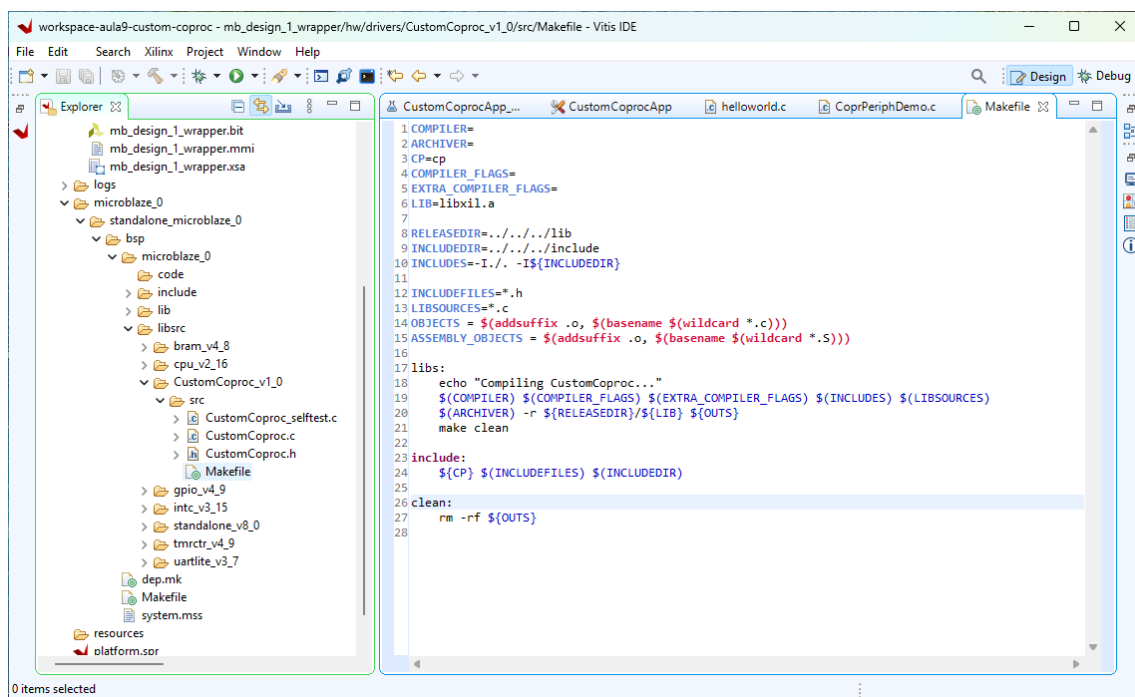 workspace-aula9-custom-coproc - mb_design_1_wrapper/hw/drivers/CustomCoproc_v1_0/src/Makefile - Vitis IDE
File Edit Search Xilinx Project Window Help
Design Debug
Explorer
mb_design_1_wrapper.bit
mb_design_1_wrapper.mmi
mb_design_1_wrapper.xsa
logs
microblaze_0
standalone_microblaze_0
bsp
microblaze_0
code
include
lib
libsrc
bram_v4_8
cpu_v2_16
CustomCoproc_v1_0
src
CustomCoproc_selftest.c
CustomCoproc.c
CustomCoproc.h
Makefile
gpio_v4_9
intc_v3_15
standalone_v8_0
tmrctr_v4_9
uartlite_v3_7
dep.mk
Makefile
system.mss
resources
platform.spr
CustomCoprocApp_... CustomCoprocApp helloworld.c CoprPeriphDemo.c Makefile
1 COMPILER=
2 ARCHIVER=
3 CP=cp
4 COMPILER_FLAGS=
5 EXTRA_COMPILER_FLAGS=
6 LIB=libxil.a
7
8 RELEASEDIR=../../../lib
9 INCLUDEDIR=../../../include
10 INCLUDES=-I./. -I${INCLUDEDIR}
11
12 INCLUDEFILES=*.h
13 LIBSOURCES=*.c
14 OBJECTS = $(addsuffix .o, $(basename $(wildcard *.c)))
15 ASSEMBLY_OBJECTS = $(addsuffix .o, $(basename $(wildcard *.S)))
16
17 libs:
18 echo "Compiling CustomCoproc..."
19 $(COMPILER) $(COMPILER_FLAGS) $(EXTRA_COMPILER_FLAGS) $(INCLUDES) $(LIBSOURCES)
20 $(ARCHIVER) -r ${RELEASEDIR}/${LIB} ${OUTS}
21 make clean
22
23 include:
24 ${CP} $(INCLUDEFILES) $(INCLUDEDIR)
25
26 clean:
27 rm -rf ${OUTS}
28
0 items selected